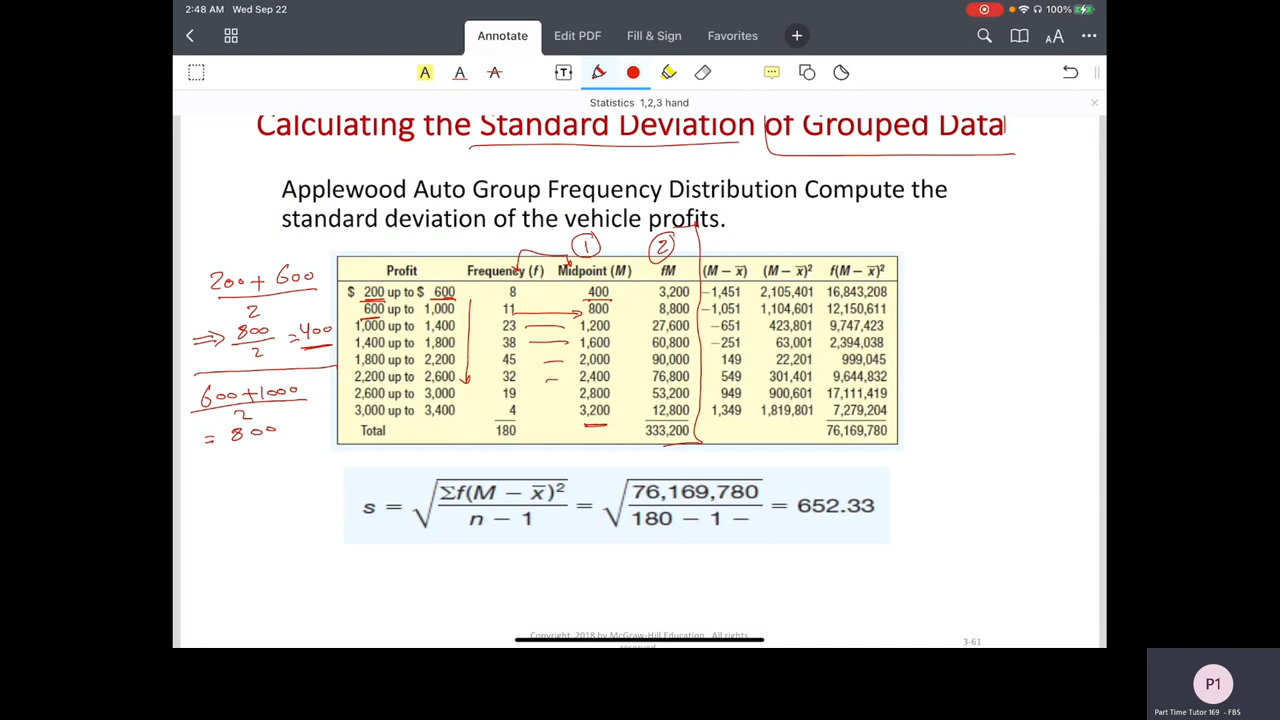 2:48 AM Wed Sep 22
100%
Annotate Edit PDF Fill & Sign Favorites
Statistics 1,2,3 hand
Calculating the Standard Deviation of Grouped Data
Applewood Auto Group Frequency Distribution Compute the
standard deviation of the vehicle profits.
1 2
200 + 600
2
⇒ 800 = 400
2
600 + 1000
2
= 800
Profit Frequency (f) Midpoint (M) fM (M − x̅) (M − x̅)² f(M − x̅)²
$ 200 up to $ 600 8 400 3,200 −1,451 2,105,401 16,843,208
600 up to 1,000 11 800 8,800 −1,051 1,104,601 12,150,611
1,000 up to 1,400 23 1,200 27,600 −651 423,801 9,747,423
1,400 up to 1,800 38 1,600 60,800 −251 63,001 2,394,038
1,800 up to 2,200 45 2,000 90,000 149 22,201 999,045
2,200 up to 2,600 32 2,400 76,800 549 301,401 9,644,832
2,600 up to 3,000 19 2,800 53,200 949 900,601 17,111,419
3,000 up to 3,400 4 3,200 12,800 1,349 1,819,801 7,279,204
Total 180 333,200 76,169,780
s = √ Σf(M − x̅)² / n − 1 = √ 76,169,780 / 180 − 1 − = 652.33
Copyright 2018 by McGraw-Hill Education. All rights
reserved
3-61
P1
Part Time Tutor 169 - FBS